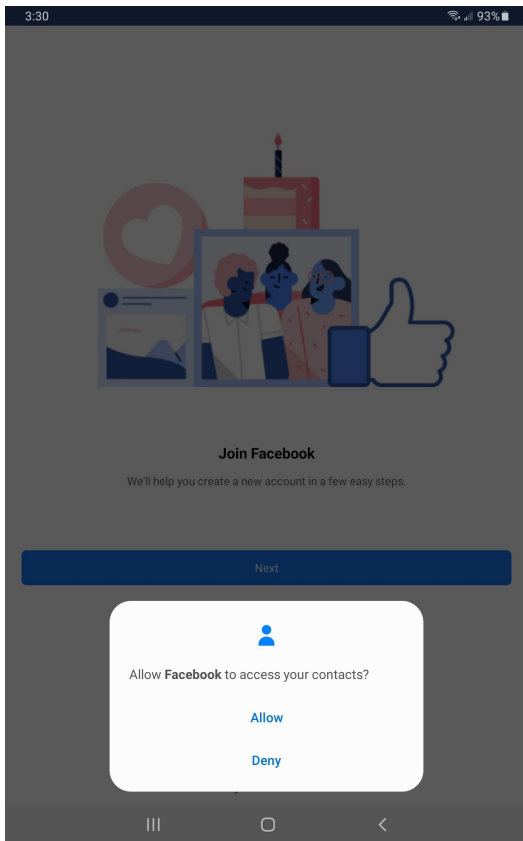 3:30
93%
Join Facebook
We'll help you create a new account in a few easy steps.
Next
Allow Facebook to access your contacts?
Allow
Deny